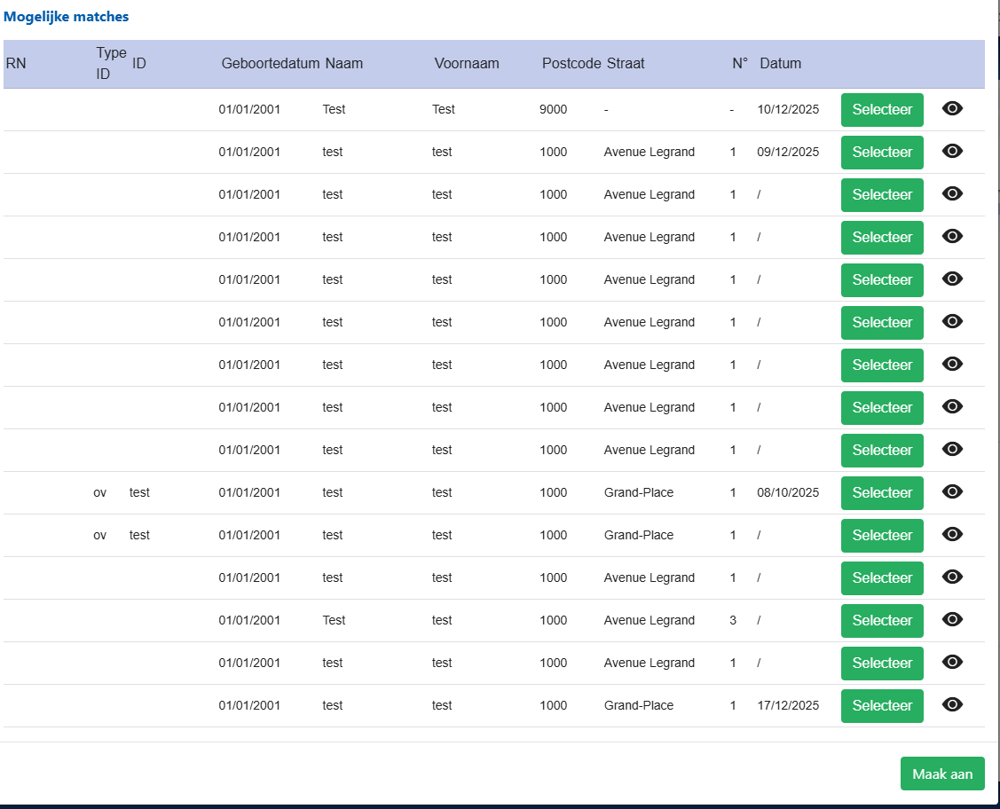 Mogelijke matches
RN Type ID ID Geboortedatum Naam Voornaam Postcode Straat N° Datum
01/01/2001 Test Test 9000 - - 10/12/2025 Selecteer
01/01/2001 test test 1000 Avenue Legrand 1 09/12/2025 Selecteer
01/01/2001 test test 1000 Avenue Legrand 1 / Selecteer
01/01/2001 test test 1000 Avenue Legrand 1 / Selecteer
01/01/2001 test test 1000 Avenue Legrand 1 / Selecteer
01/01/2001 test test 1000 Avenue Legrand 1 / Selecteer
01/01/2001 test test 1000 Avenue Legrand 1 / Selecteer
01/01/2001 test test 1000 Avenue Legrand 1 / Selecteer
01/01/2001 test test 1000 Avenue Legrand 1 / Selecteer
ov test 01/01/2001 test test 1000 Grand-Place 1 08/10/2025 Selecteer
ov test 01/01/2001 test test 1000 Grand-Place 1 / Selecteer
01/01/2001 test test 1000 Avenue Legrand 1 / Selecteer
01/01/2001 Test test 1000 Avenue Legrand 3 / Selecteer
01/01/2001 test test 1000 Avenue Legrand 1 / Selecteer
01/01/2001 test test 1000 Grand-Place 1 17/12/2025 Selecteer
Maak aan